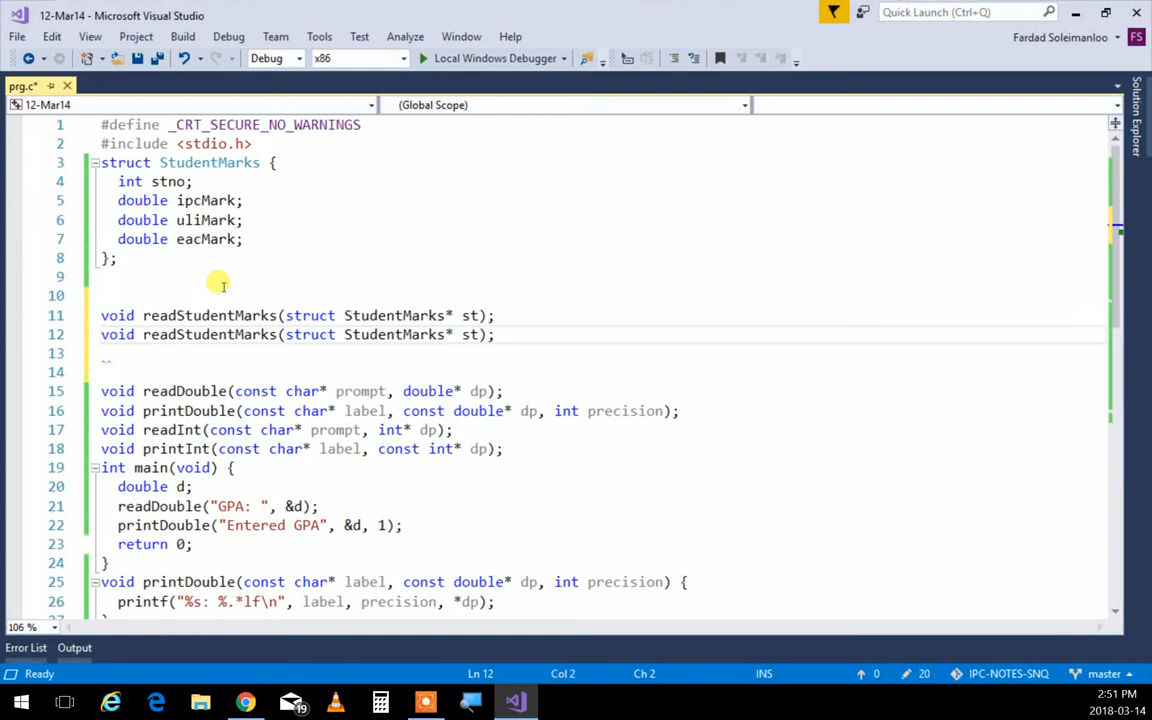 12-Mar14 - Microsoft Visual Studio
Quick Launch (Ctrl+Q)
File Edit View Project Build Debug Team Tools Test Analyze Window Help
Fardad Soleimanloo FS
Debug x86 Local Windows Debugger
prg.c*
12-Mar14 (Global Scope)
Solution Explorer
1 #define _CRT_SECURE_NO_WARNINGS
2 #include <stdio.h>
3 struct StudentMarks {
4 int stno;
5 double ipcMark;
6 double uliMark;
7 double eacMark;
8 };
9
10
11 void readStudentMarks(struct StudentMarks* st);
12 void readStudentMarks(struct StudentMarks* st);
13
14
15 void readDouble(const char* prompt, double* dp);
16 void printDouble(const char* label, const double* dp, int precision);
17 void readInt(const char* prompt, int* dp);
18 void printInt(const char* label, const int* dp);
19 int main(void) {
20 double d;
21 readDouble("GPA: ", &d);
22 printDouble("Entered GPA", &d, 1);
23 return 0;
24 }
25 void printDouble(const char* label, const double* dp, int precision) {
26 printf("%s: %.*lf\n", label, precision, *dp);
106 %
Error List Output
Ready Ln 12 Col 2 Ch 2 INS 0 20 IPC-NOTES-SNQ master
19
2:51 PM
2018-03-14